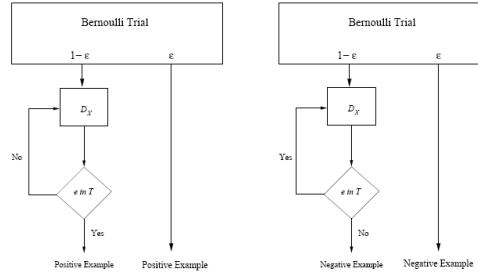 Bernoulli Trial
1− ε
ε
D_X
No
e in T
Yes
Positive Example
Positive Example
Bernoulli Trial
1− ε
ε
D_X
Yes
e in T
No
Negative Example
Negative Example